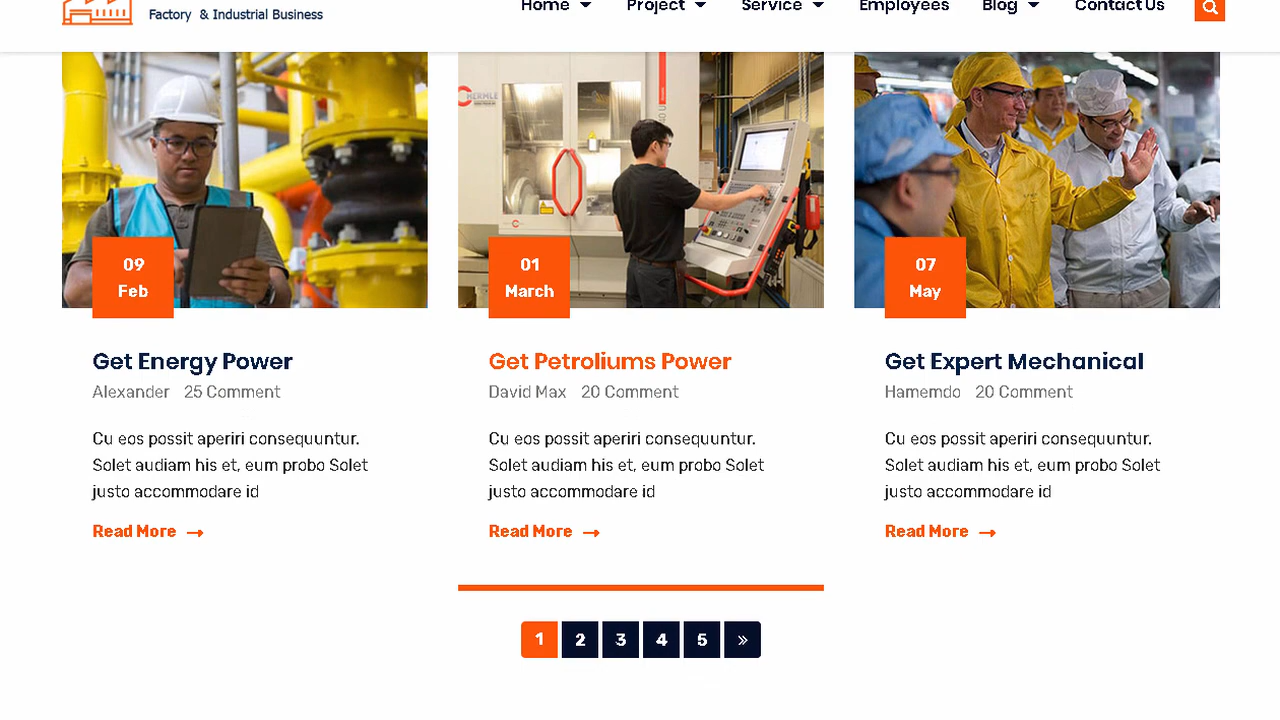 Factory & Industrial Business
Home Project Service Employees Blog Contact Us
HERMLE
09
Feb
01
March
07
May
Get Energy Power
Alexander 25 Comment
Cu eos possit aperiri consequuntur.
Solet audiam his et, eum probo Solet
justo accommodare id
Read More →
Get Petroliums Power
David Max 20 Comment
Cu eos possit aperiri consequuntur.
Solet audiam his et, eum probo Solet
justo accommodare id
Read More →
Get Expert Mechanical
Hamemdo 20 Comment
Cu eos possit aperiri consequuntur.
Solet audiam his et, eum probo Solet
justo accommodare id
Read More →
1 2 3 4 5 »